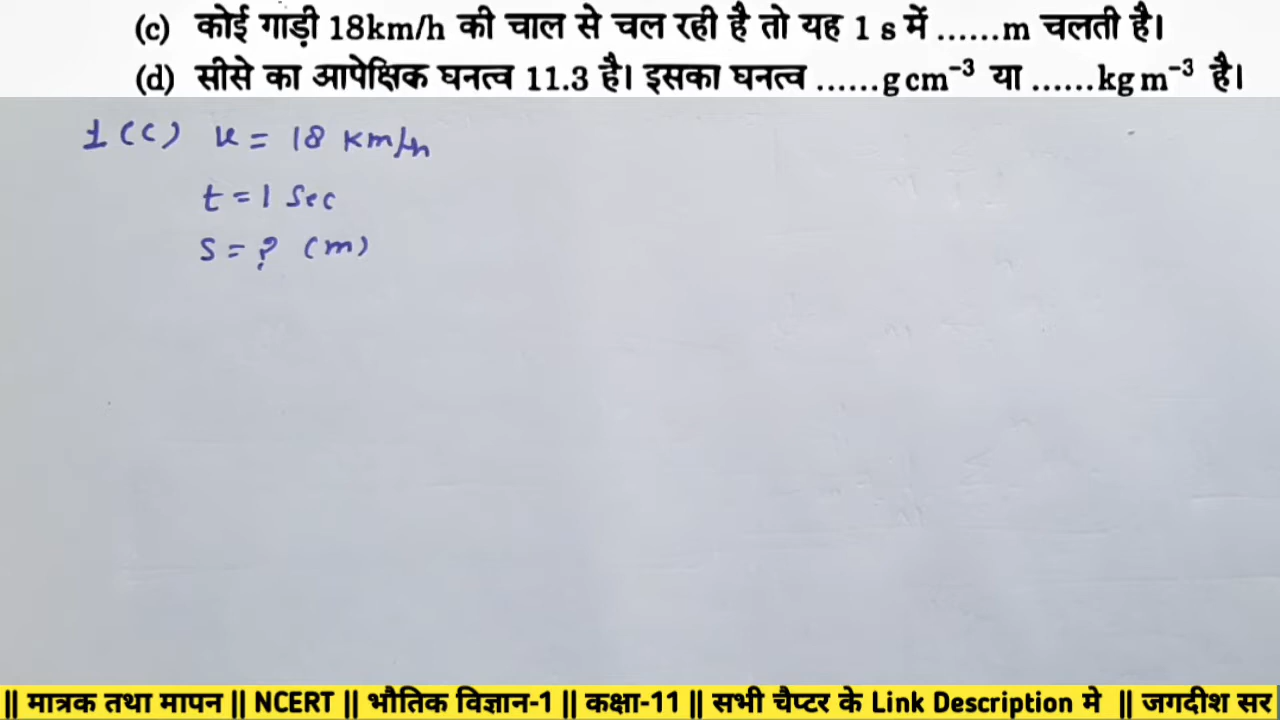 (c) कोई गाड़ी 18km/h की चाल से चल रही है तो यह 1 s में ......m चलती है।
(d) सीसे का आपेक्षिक घनत्व 11.3 है। इसका घनत्व ......g cm⁻³ या ......kg m⁻³ है।
1 (c) u = 18 km/h
t = 1 Sec
S = ? (m)
|| मात्रक तथा मापन || NCERT || भौतिक विज्ञान-1 || कक्षा-11 || सभी चैप्टर के Link Description मे || जगदीश सर